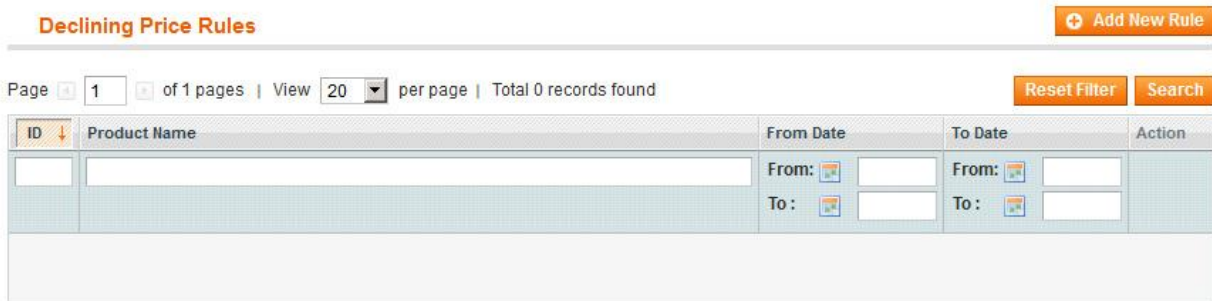 Declining Price Rules
Add New Rule
Page 1 of 1 pages | View 20 per page | Total 0 records found
Reset Filter Search
ID Product Name From Date To Date Action
From: From:
To : To :